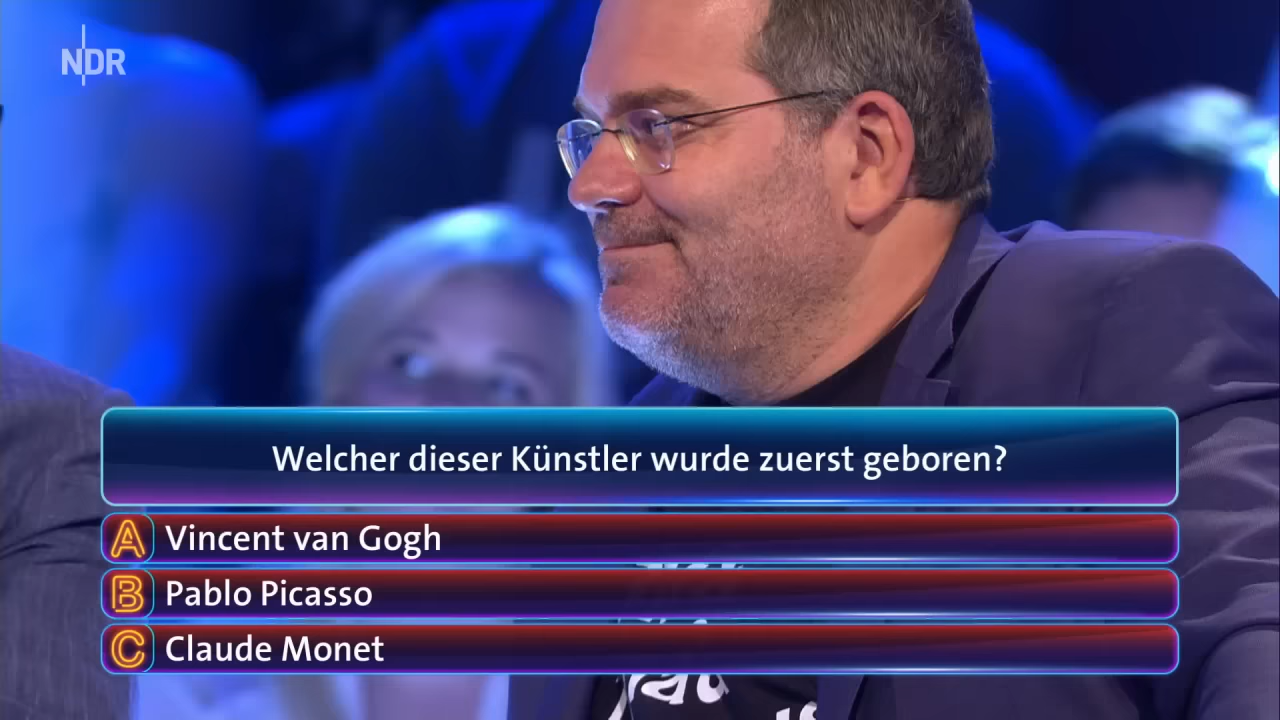 NDR
Welcher dieser Künstler wurde zuerst geboren?
A Vincent van Gogh
B Pablo Picasso
C Claude Monet